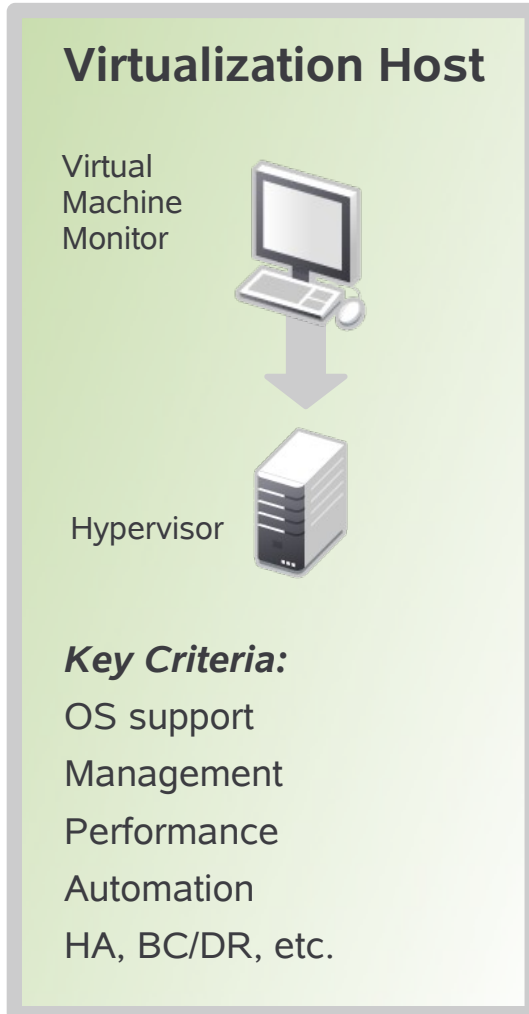 Virtualization Host
Virtual
Machine
Monitor
Hypervisor
Key Criteria:
OS support
Management
Performance
Automation
HA, BC/DR, etc.